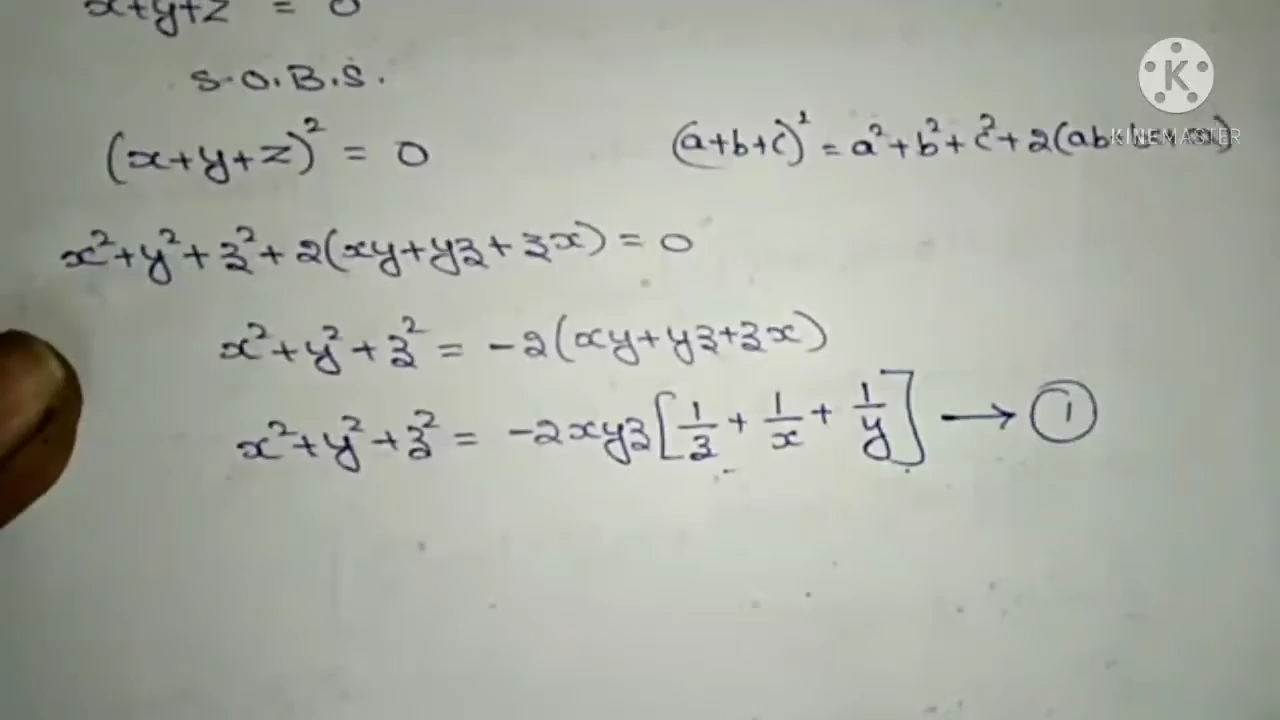 x+y+z = 0
S.O.B.S.
(x+y+z)² = 0
(a+b+c)² = a²+b²+c²+2(ab+
KINEMASTER
x²+y²+z²+2(xy+yz+zx) = 0
x²+y²+z² = -2(xy+yz+zx)
x²+y²+z² = -2xyz[1/z + 1/x + 1/y] → ①